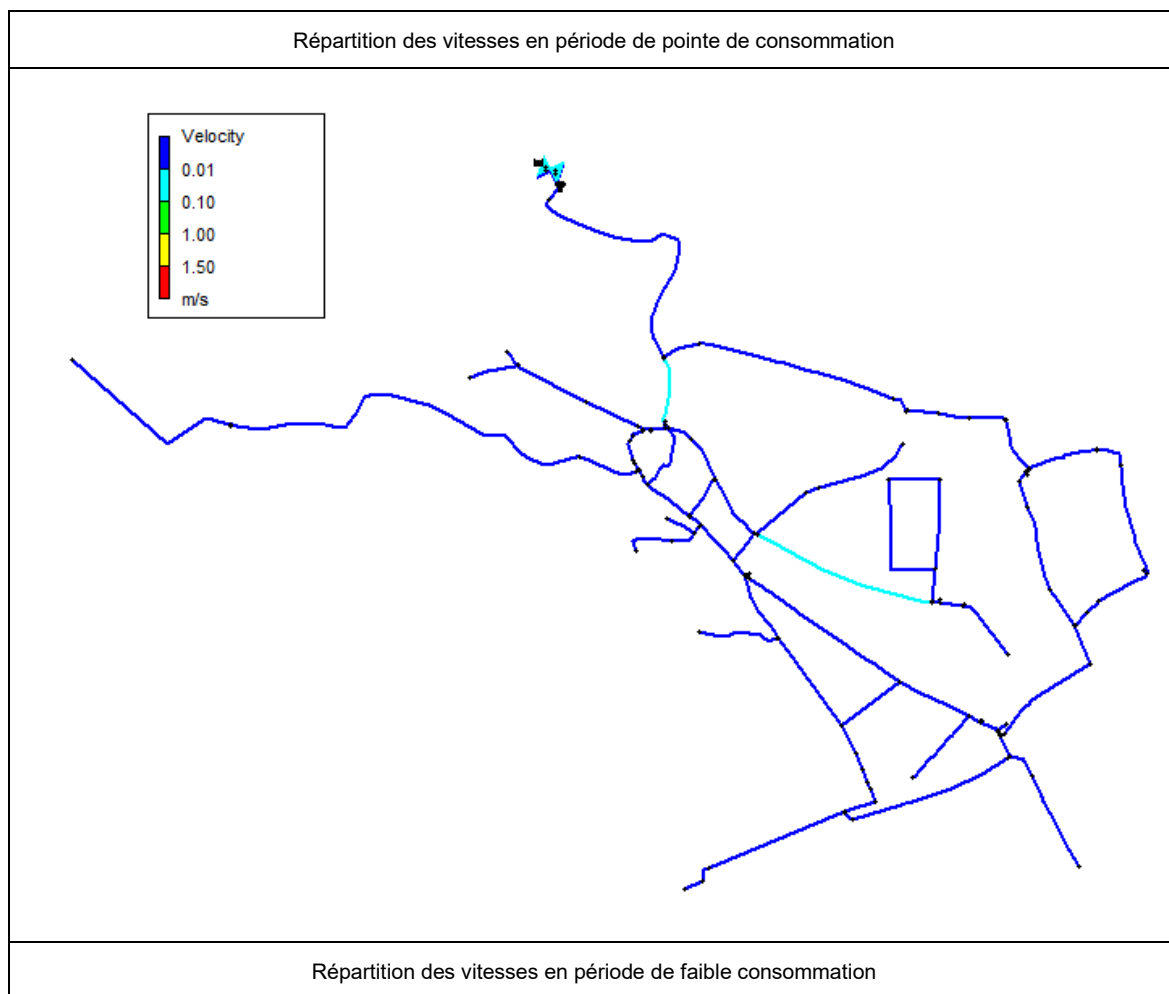 Répartition des vitesses en période de pointe de consommation
Velocity
0.01
0.10
1.00
1.50
m/s
Répartition des vitesses en période de faible consommation